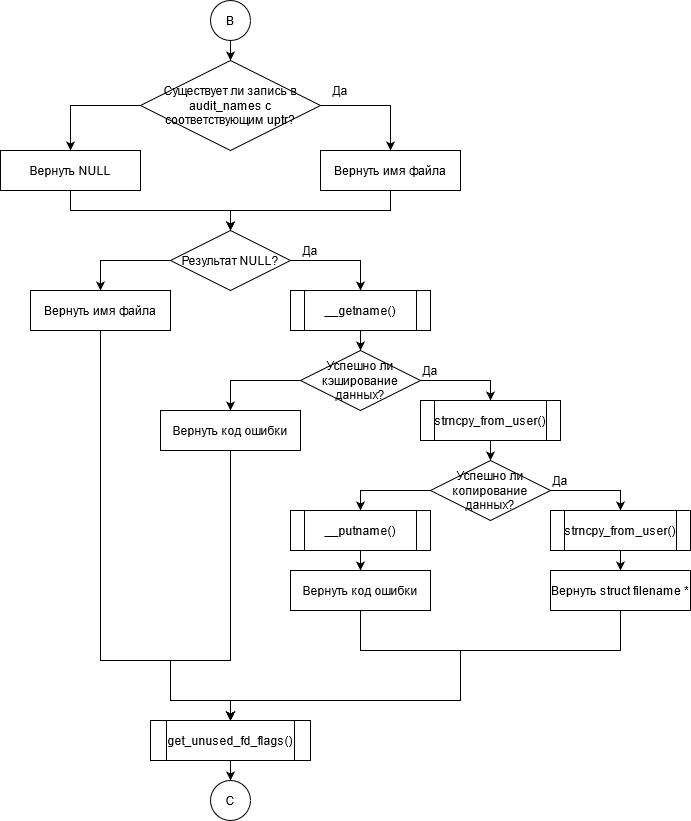 B
Существует ли запись в
audit_names с
соответствующим uptr?
Да
Вернуть NULL
Вернуть имя файла
Результат NULL?
Да
Вернуть имя файла
__getname()
Успешно ли
кэширование
данных?
Да
Вернуть код ошибки
strncpy_from_user()
Успешно ли
копирование
данных?
Да
__putname()
strncpy_from_user()
Вернуть код ошибки
Вернуть struct filename *
get_unused_fd_flags()
C